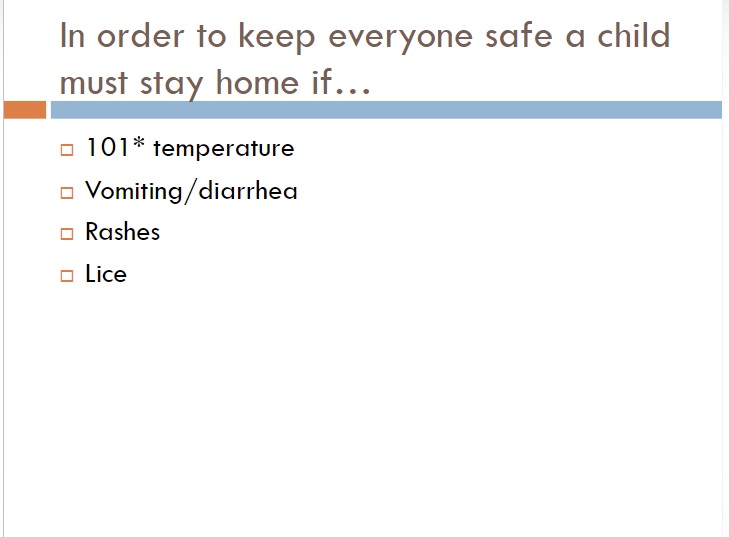 In order to keep everyone safe a child
must stay home if…
101* temperature
Vomiting/diarrhea
Rashes
Lice